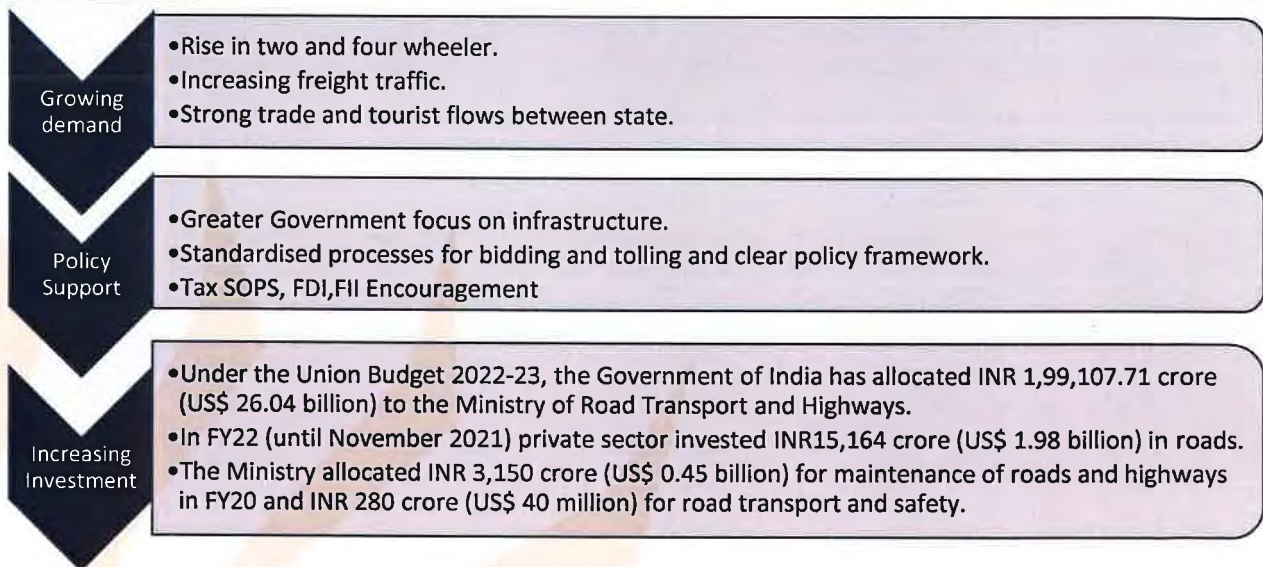 Growing
demand
•Rise in two and four wheeler.
•Increasing freight traffic.
•Strong trade and tourist flows between state.
Policy
Support
•Greater Government focus on infrastructure.
•Standardised processes for bidding and tolling and clear policy framework.
•Tax SOPS, FDI,FII Encouragement
Increasing
Investment
•Under the Union Budget 2022-23, the Government of India has allocated INR 1,99,107.71 crore
(US$ 26.04 billion) to the Ministry of Road Transport and Highways.
•In FY22 (until November 2021) private sector invested INR15,164 crore (US$ 1.98 billion) in roads.
•The Ministry allocated INR 3,150 crore (US$ 0.45 billion) for maintenance of roads and highways
in FY20 and INR 280 crore (US$ 40 million) for road transport and safety.